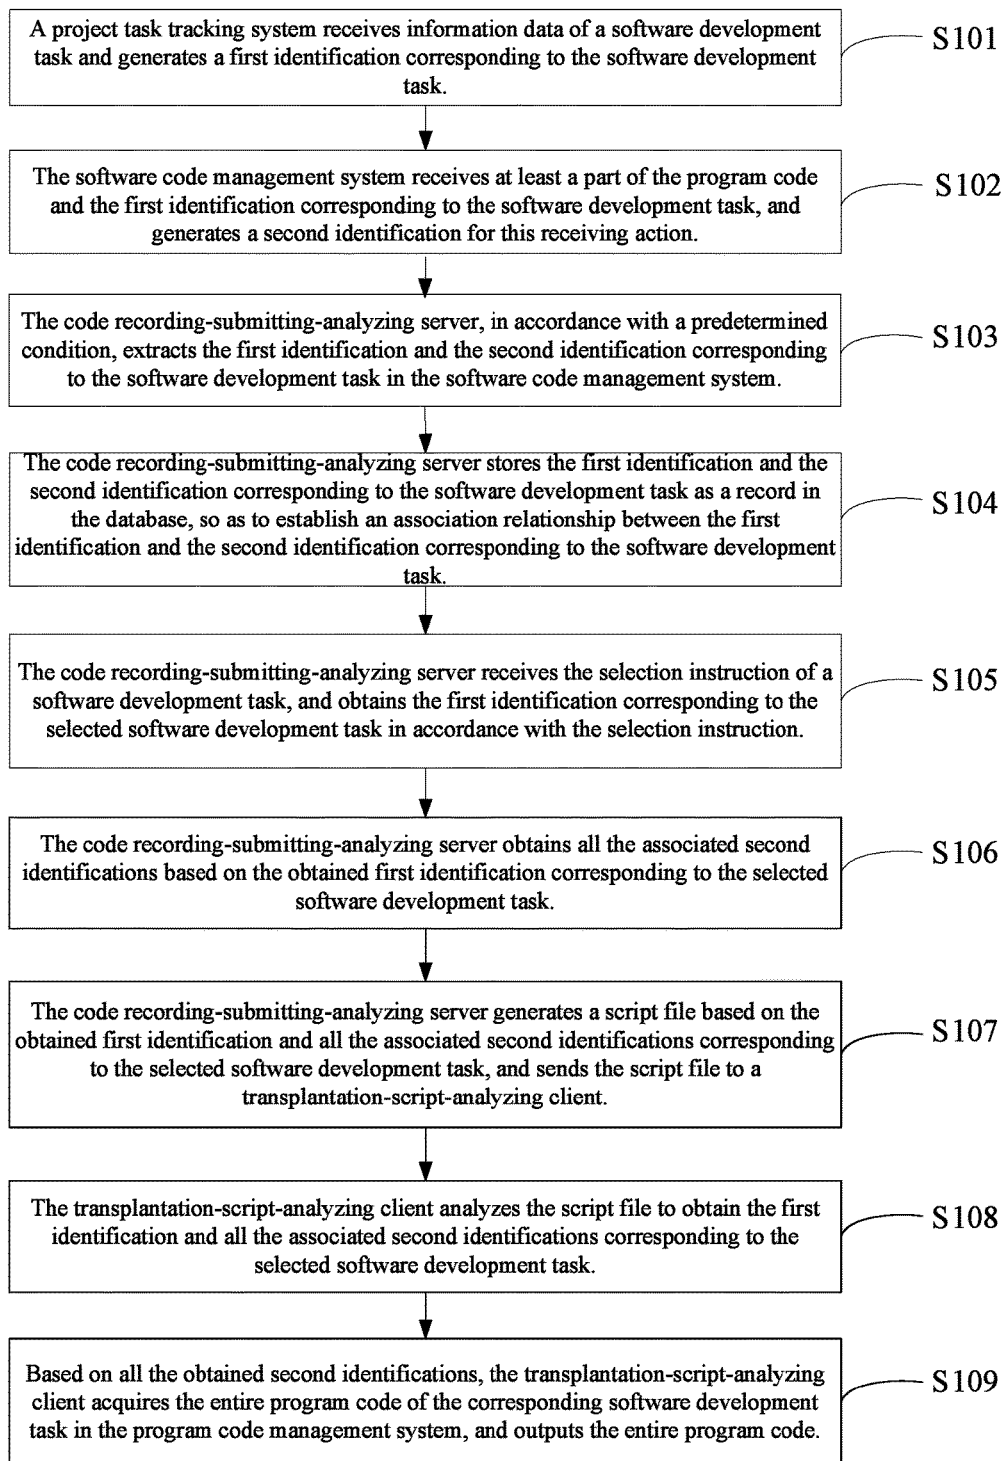 A project task tracking system receives information data of a software development
task and generates a first identification corresponding to the software development
task.
S101
The software code management system receives at least a part of the program code
and the first identification corresponding to the software development task, and
generates a second identification for this receiving action.
S102
The code recording-submitting-analyzing server, in accordance with a predetermined
condition, extracts the first identification and the second identification corresponding
to the software development task in the software code management system.
S103
The code recording-submitting-analyzing server stores the first identification and the
second identification corresponding to the software development task as a record in
the database, so as to establish an association relationship between the first
identification and the second identification corresponding to the software development
task.
S104
The code recording-submitting-analyzing server receives the selection instruction of a
software development task, and obtains the first identification corresponding to the
selected software development task in accordance with the selection instruction.
S105
The code recording-submitting-analyzing server obtains all the associated second
identifications based on the obtained first identification corresponding to the selected
software development task.
S106
The code recording-submitting-analyzing server generates a script file based on the
obtained first identification and all the associated second identifications corresponding
to the selected software development task, and sends the script file to a
transplantation-script-analyzing client.
S107
The transplantation-script-analyzing client analyzes the script file to obtain the first
identification and all the associated second identifications corresponding to the
selected software development task.
S108
Based on all the obtained second identifications, the transplantation-script-analyzing
client acquires the entire program code of the corresponding software development
task in the program code management system, and outputs the entire program code.
S109